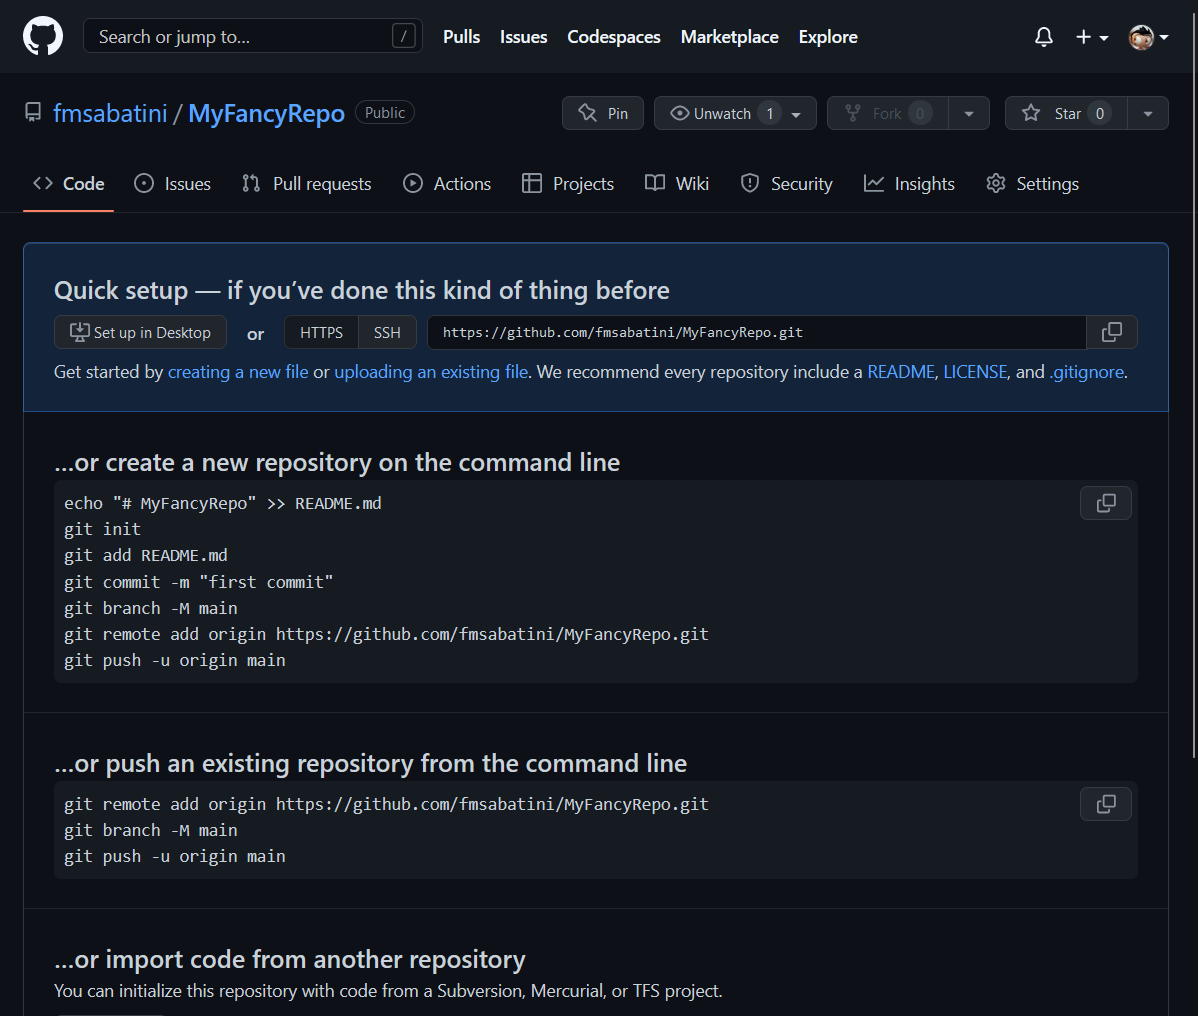 Search or jump to... /
Pulls Issues Codespaces Marketplace Explore
fmsabatini / MyFancyRepo Public
Pin Unwatch 1 Fork 0 Star 0
Code Issues Pull requests Actions Projects Wiki Security Insights Settings
Quick setup — if you’ve done this kind of thing before
Set up in Desktop or HTTPS SSH https://github.com/fmsabatini/MyFancyRepo.git
Get started by creating a new file or uploading an existing file. We recommend every repository include a README, LICENSE, and .gitignore.
…or create a new repository on the command line
echo "# MyFancyRepo" >> README.md
git init
git add README.md
git commit -m "first commit"
git branch -M main
git remote add origin https://github.com/fmsabatini/MyFancyRepo.git
git push -u origin main
…or push an existing repository from the command line
git remote add origin https://github.com/fmsabatini/MyFancyRepo.git
git branch -M main
git push -u origin main
…or import code from another repository
You can initialize this repository with code from a Subversion, Mercurial, or TFS project.